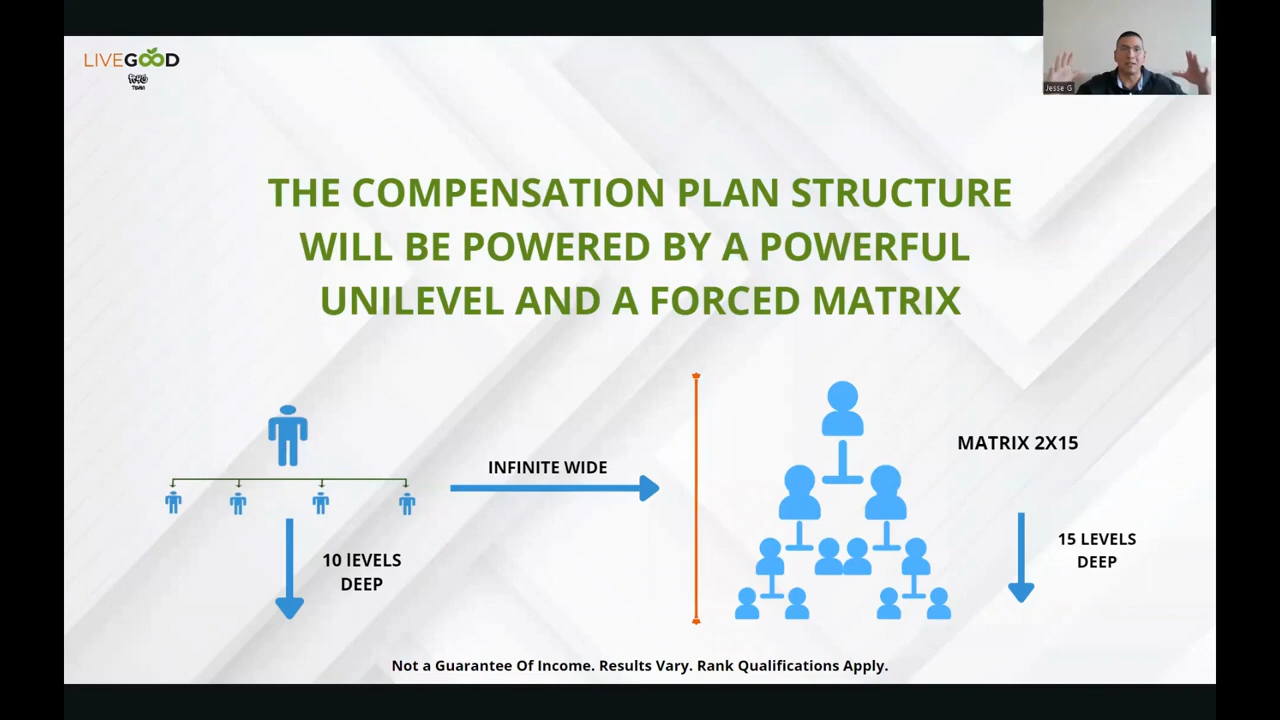 LIVEGOOD
TEAM
Jesse G
THE COMPENSATION PLAN STRUCTURE
WILL BE POWERED BY A POWERFUL
UNILEVEL AND A FORCED MATRIX
INFINITE WIDE
10 lEVELS
DEEP
MATRIX 2X15
15 LEVELS
DEEP
Not a Guarantee Of Income. Results Vary. Rank Qualifications Apply.